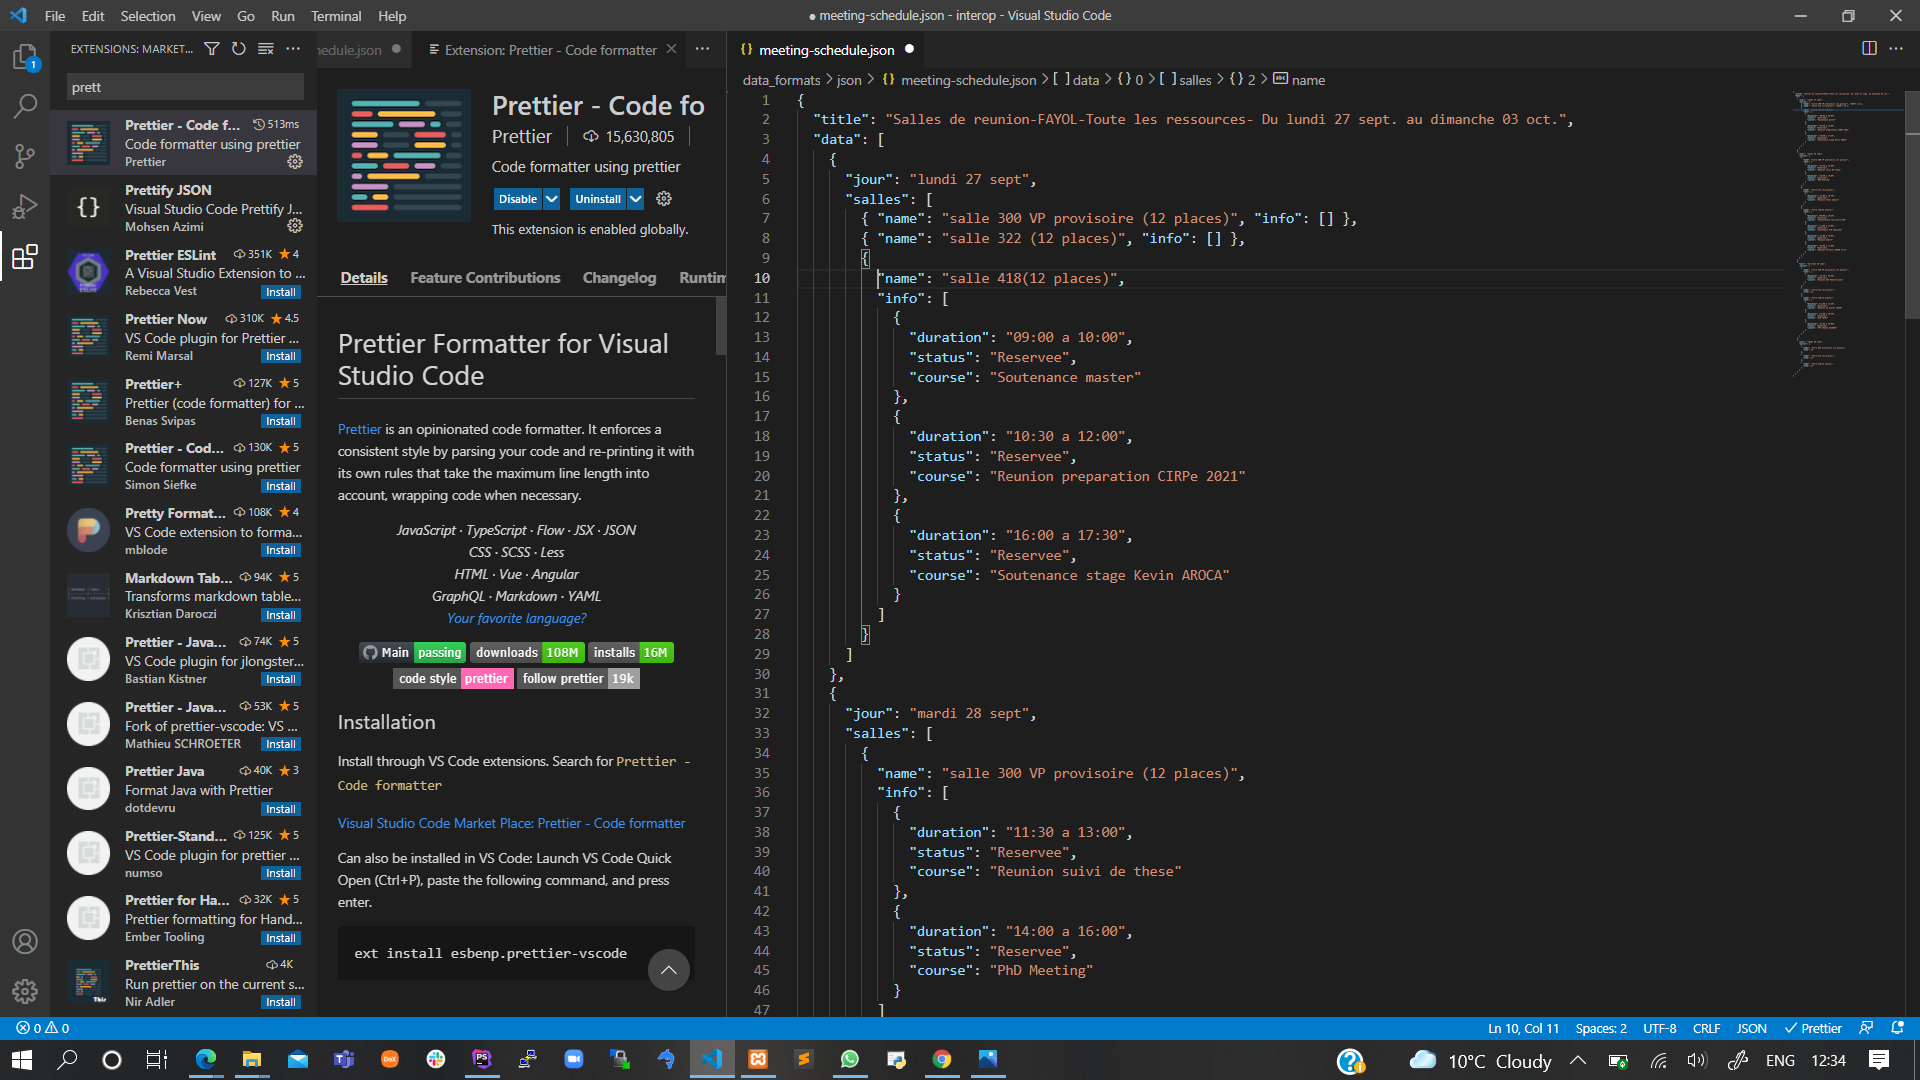 File Edit Selection View Go Run Terminal Help
● meeting-schedule.json - interop - Visual Studio Code
1
EXTENSIONS: MARKET...
prett
Prettier - Code f... 513ms
Code formatter using prettier
Prettier
Prettify JSON
Visual Studio Code Prettify J...
Mohsen Azimi
Prettier ESLint 351K ★ 4
A Visual Studio Extension to ...
Rebecca Vest Install
Prettier Now 310K ★ 4.5
VS Code plugin for Prettier ...
Remi Marsal Install
Prettier+ 127K ★ 5
Prettier (code formatter) for ...
Benas Svipas Install
Prettier - Cod... 130K ★ 5
Code formatter using prettier
Simon Siefke Install
Pretty Format... 108K ★ 4
VS Code extension to forma...
mblode Install
Markdown Tab... 94K ★ 5
Transforms markdown table...
Krisztian Daroczi Install
Prettier - Java... 74K ★ 5
VS Code plugin for jlongster...
Bastian Kistner Install
Prettier - Java... 53K ★ 5
Fork of prettier-vscode: VS ...
Mathieu SCHROETER Install
Prettier Java 40K ★ 3
Format Java with Prettier
dotdevru Install
Prettier-Stand... 125K ★ 5
VS Code plugin for prettier ...
numso Install
Prettier for Ha... 32K ★ 5
Prettier formatting for Hand...
Ember Tooling Install
PrettierThis 4K
Run prettier on the current s...
Nir Adler Install
hedule.json ● Extension: Prettier - Code formatter
Prettier - Code fo
Prettier 15,630,805
Code formatting using prettier
Disable Uninstall
This extension is enabled globally.
Details Feature Contributions Changelog Runtim
Prettier Formatter for Visual
Studio Code
Prettier is an opinionated code formatter. It enforces a
consistent style by parsing your code and re-printing it with
its own rules that take the maximum line length into
account, wrapping code when necessary.
JavaScript · TypeScript · Flow · JSX · JSON
CSS · SCSS · Less
HTML · Vue · Angular
GraphQL · Markdown · YAML
Your favorite language?
Main passing downloads 108M installs 16M
code style prettier follow prettier 19k
Installation
Install through VS Code extensions. Search for Prettier -
Code formatter
Visual Studio Code Market Place: Prettier - Code formatter
Can also be installed in VS Code: Launch VS Code Quick
Open (Ctrl+P), paste the following command, and press
enter.
ext install esbenp.prettier-vscode
{} meeting-schedule.json ●
data_formats > json > {} meeting-schedule.json > [ ] data > {} 0 > [ ] salles > {} 2 > name
1 {
2 "title": "Salles de reunion-FAYOL-Toute les ressources- Du lundi 27 sept. au dimanche 03 oct.",
3 "data": [
4 {
5 "jour": "lundi 27 sept",
6 "salles": [
7 { "name": "salle 300 VP provisoire (12 places)", "info": [] },
8 { "name": "salle 322 (12 places)", "info": [] },
9 {
10 "name": "salle 418(12 places)",
11 "info": [
12 {
13 "duration": "09:00 a 10:00",
14 "status": "Reservee",
15 "course": "Soutenance master"
16 },
17 {
18 "duration": "10:30 a 12:00",
19 "status": "Reservee",
20 "course": "Reunion preparation CIRPe 2021"
21 },
22 {
23 "duration": "16:00 a 17:30",
24 "status": "Reservee",
25 "course": "Soutenance stage Kevin AROCA"
26 }
27 ]
28 }
29 ]
30 },
31 {
32 "jour": "mardi 28 sept",
33 "salles": [
34 {
35 "name": "salle 300 VP provisoire (12 places)",
36 "info": [
37 {
38 "duration": "11:30 a 13:00",
39 "status": "Reservee",
40 "course": "Reunion suivi de these"
41 },
42 {
43 "duration": "14:00 a 16:00",
44 "status": "Reservee",
45 "course": "PhD Meeting"
46 }
47 ]
0 0
Ln 10, Col 11 Spaces: 2 UTF-8 CRLF JSON Prettier
10°C Cloudy ENG 12:34